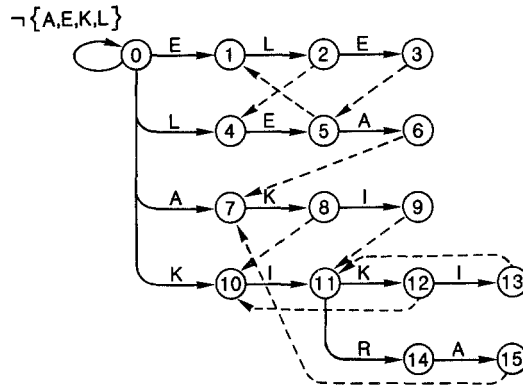 ¬{A,E,K,L}
0 E 1 L 2 E 3
L 4 E 5 A 6
A 7 K 8 I 9
K 10 I 11 K 12 I 13
R 14 A 15